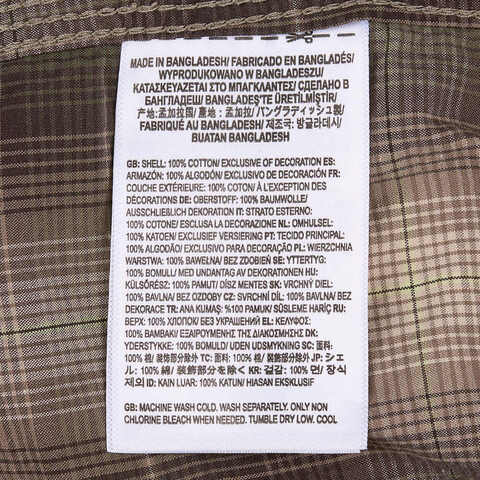 MADE IN BANGLADESH/ FABRICADO EN BANGLADÉS/
WYPRODUKOWANO W BANGLADESZU/
ΚΑΤΑΣΚΕΥΑΖΕΤΑΙ ΣΤΟ ΜΠΑΓΚΛΑΝΤΕΣ/ СДЕЛАНО В
БАНГЛАДЕШ/ BANGLADEŞ'TE ÜRETİLMİŞTİR/
产地:孟加拉国/ 產地:孟加拉/ バングラディッシュ製/
FABRIQUÉ AU BANGLADESH/ 제조국: 방글라데시/
BUATAN BANGLADESH
GB: SHELL: 100% COTTON/ EXCLUSIVE OF DECORATION ES:
ARMAZÓN: 100% ALGODÓN/ EXCLUSIVO DE DECORACIÓN FR:
COUCHE EXTÉRIEURE: 100% COTON/ À L'EXCEPTION DES
DÉCORATIONS DE: OBERSTOFF: 100% BAUMWOLLE/
AUSSCHLIEßLICH DEKORATION IT: STRATO ESTERNO:
100% COTONE/ ESCLUSA LA DECORAZIONE NL: OMHULSEL:
100% KATOEN/ EXCLUSIEF VERSIERING PT: TECIDO PRINCIPAL:
100% ALGODÃO/ EXCLUSIVO DE DECORAÇÃO PL: WIERZCHNIA
WARSTWA: 100% BAWEŁNA/ BEZ ZDOBIEŃ SE: YTTERTYG:
100% BOMULL/ MED UNDANTAG AV DEKORATIONEN HU:
KÜLSŐRÉSZ: 100% PAMUT/ DÍSZ MENTES SK: VRCHNÝ DIEL:
100% BAVLNA/ BEZ OZDOBY CZ: SVRCHNÍ DÍL: 100% BAVLNA/ BEZ
DEKORACE TR: ANA KUMAŞ: %100 PAMUK/ SÜSLEME HARİÇ RU:
ВЕРХ: 100% ХЛОПОК/ БЕЗ УКРАШЕНИЙ EL: ΚΕΛΥΦΟΣ:
100% ΒΑΜΒΑΚΙ/ ΕΞΑΙΡΟΥΜΕΝΗΣ ΤΗΣ ΔΙΑΚΟΣΜΗΣΗΣ DK:
YDERSTYKKE: 100% BOMULD/ UDEN UDSMYKNING SC: 面料:
100% 棉/ 装饰部分除外 TC: 面料: 100% 棉/ 裝飾部分除外 JP: シェ
ル: 100% 綿/ 装飾部分を除く KR: 겉감: 100% 면/ 장식
제외 ID: KAIN LUAR: 100% KATUN/ HIASAN EKSKLUSIF
GB: MACHINE WASH COLD. WASH SEPARATELY. ONLY NON
CHLORINE BLEACH WHEN NEEDED. TUMBLE DRY LOW. COOL